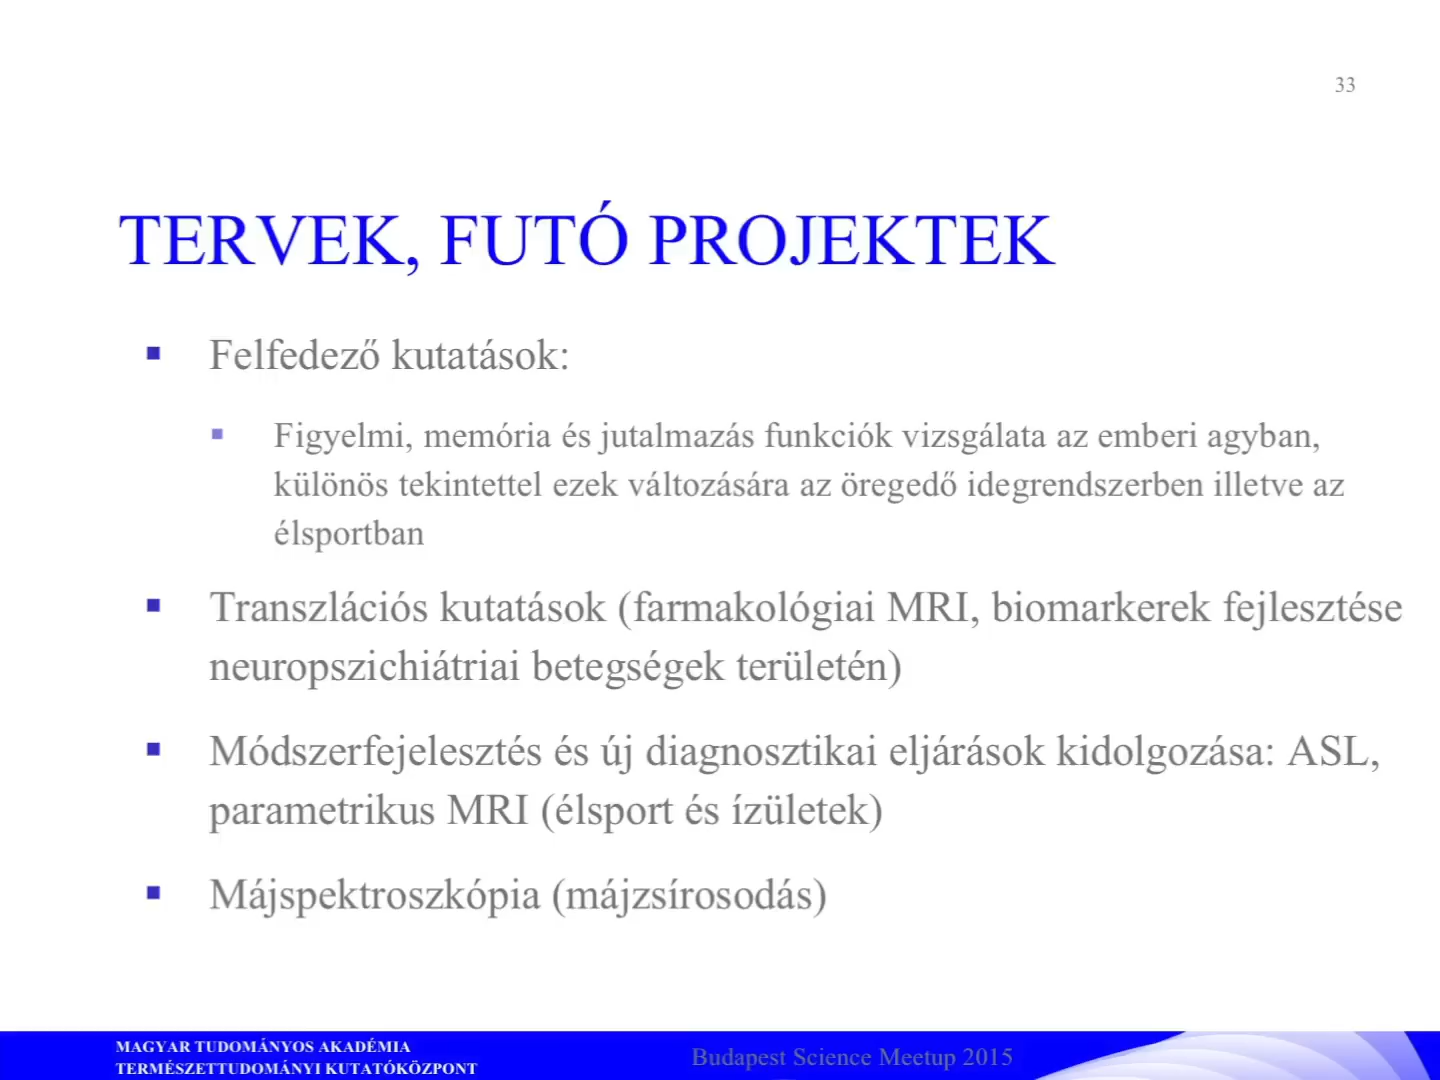 33
TERVEK, FUTÓ PROJEKTEK
▪ Felfedező kutatások:
▪ Figyelmi, memória és jutalmazás funkciók vizsgálata az emberi agyban,
különös tekintettel ezek változására az öregedő idegrendszerben illetve az
élsportban
▪ Transzlációs kutatások (farmakológiai MRI, biomarkerek fejlesztése
neuropszichiátriai betegségek területén)
▪ Módszerfejelesztés és új diagnosztikai eljárások kidolgozása: ASL,
parametrikus MRI (élsport és ízületek)
▪ Májspektroszkópia (májzsírosodás)
MAGYAR TUDOMÁNYOS AKADÉMIA
TERMÉSZETTUDOMÁNYI KUTATÓKÖZPONT
Budapest Science Meetup 2015